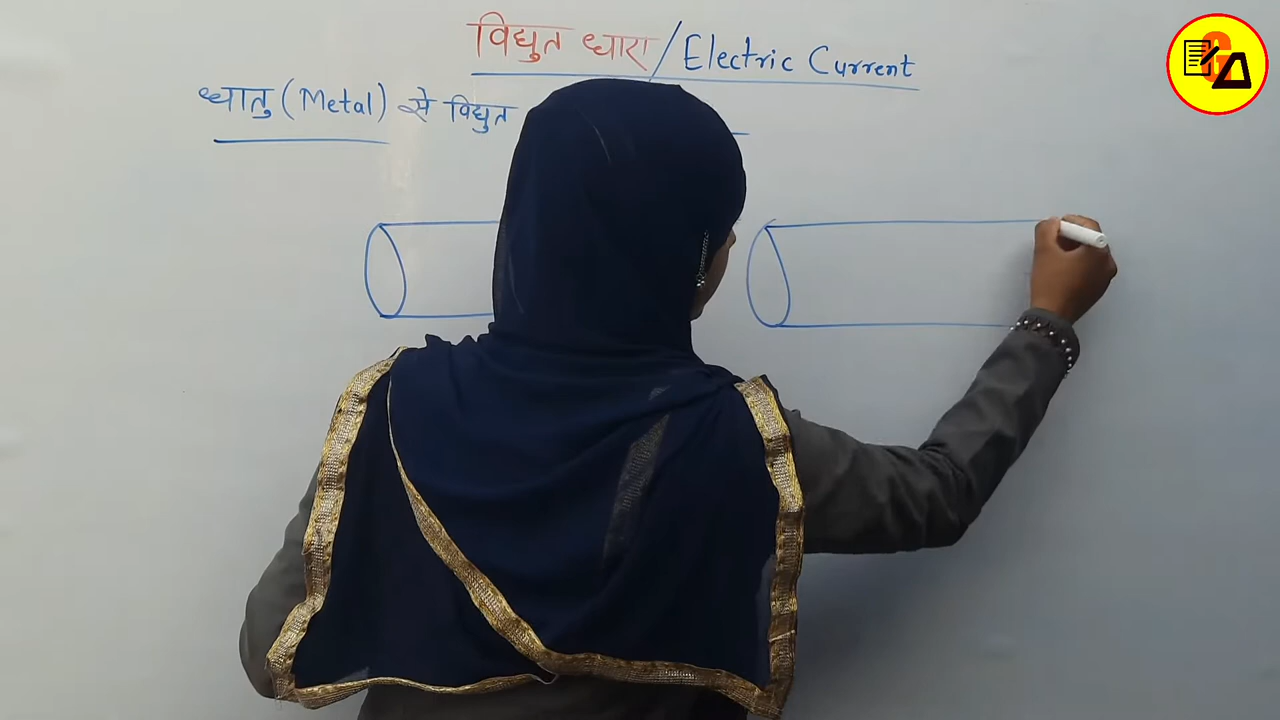 विद्युत धारा / Electric Current
धातु (Metal) से विद्युत